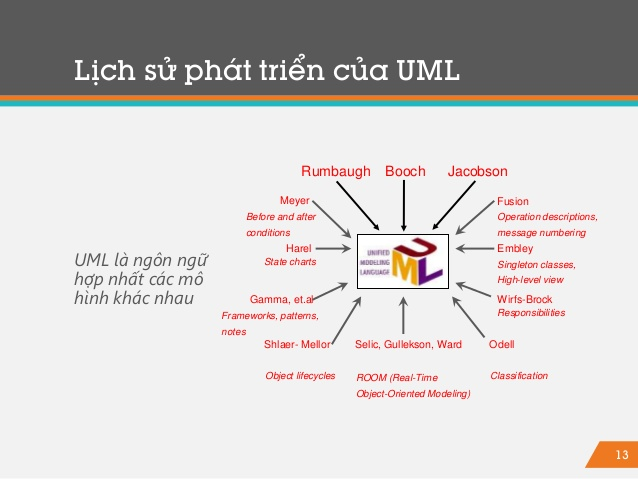 Lịch sử phát triển của UML
Rumbaugh Booch Jacobson
Meyer
Before and after
conditions
Fusion
Operation descriptions,
message numbering
Harel
State charts
Embley
Singleton classes,
High-level view
UML là ngôn ngữ
hợp nhất các mô
hình khác nhau
UNIFIED
MODELING
LANGUAGE
UML
Gamma, et.al
Frameworks, patterns,
notes
Wirfs-Brock
Responsibilities
Shlaer- Mellor
Object lifecycles
Selic, Gullekson, Ward
ROOM (Real-Time
Object-Oriented Modeling)
Odell
Classification
13